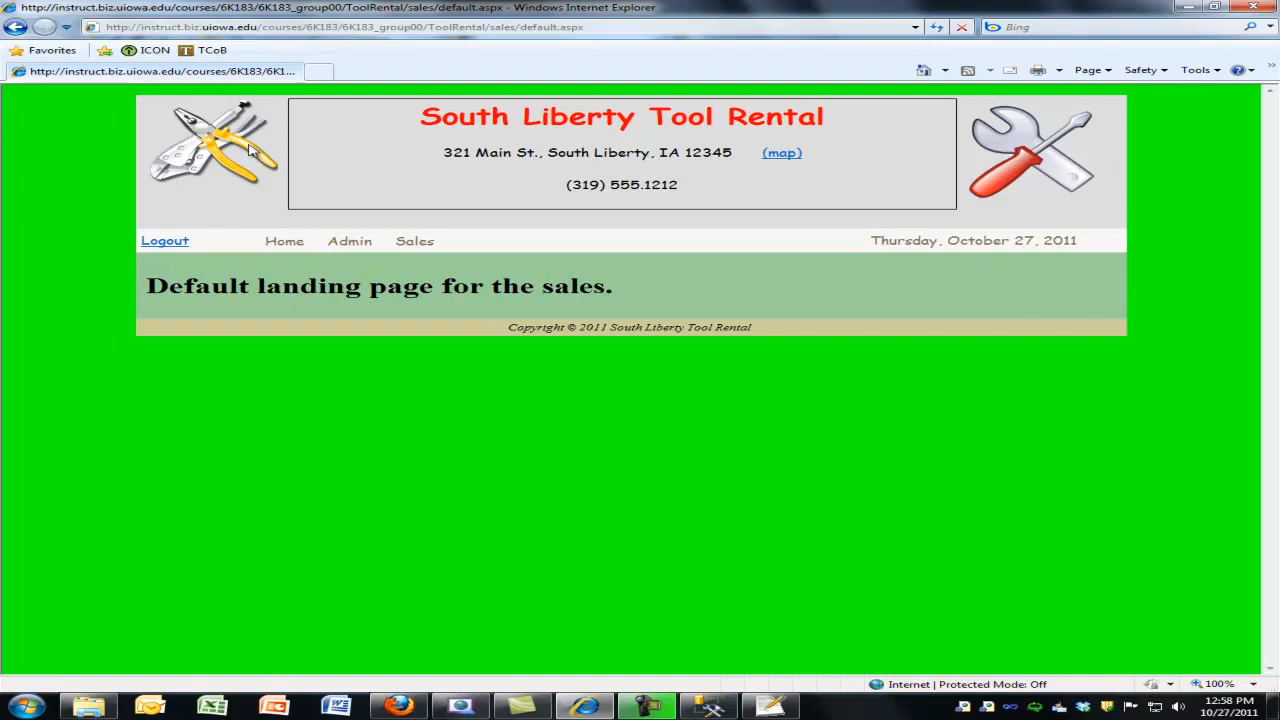 http://instruct.biz.uiowa.edu/courses/6K183/6K183_group00/ToolRental/sales/default.aspx - Windows Internet Explorer
http://instruct.biz.uiowa.edu/courses/6K183/6K183_group00/ToolRental/sales/default.aspx
Bing
Favorites
ICON
TCoB
http://instruct.biz.uiowa.edu/courses/6K183/6K1...
Page
Safety
Tools
South Liberty Tool Rental
321 Main St., South Liberty, IA 12345 (map)
(319) 555.1212
Logout Home Admin Sales Thursday, October 27, 2011
Default landing page for the sales.
Copyright © 2011 South Liberty Tool Rental
Internet | Protected Mode: Off
100%
12:58 PM
10/27/2011